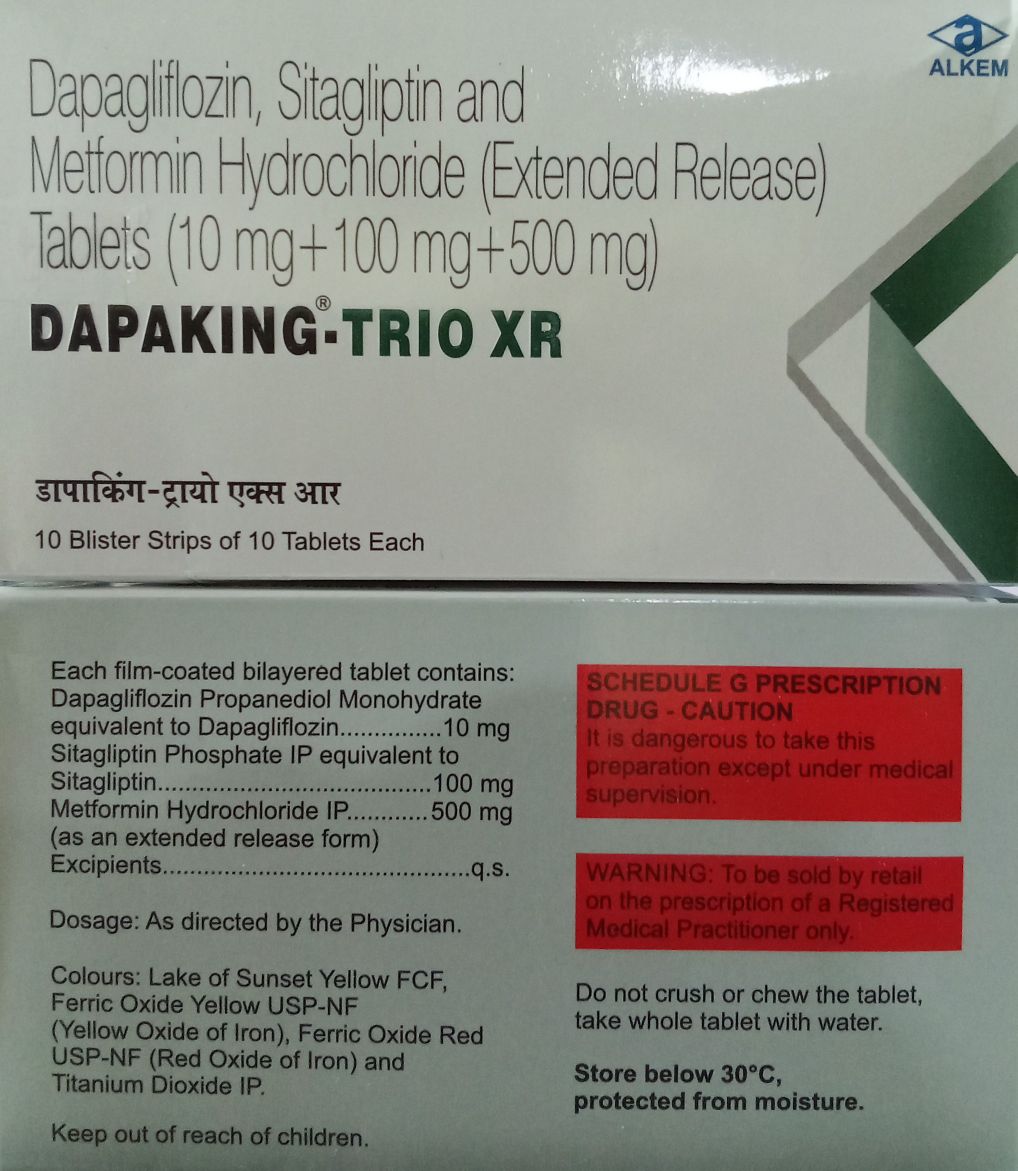 a
ALKEM
Dapagliflozin, Sitagliptin and
Metformin Hydrochloride (Extended Release)
Tablets (10 mg+100 mg+500 mg)
DAPAKING®-TRIO XR
डापाकिंग-ट्रायो एक्स आर
10 Blister Strips of 10 Tablets Each
Each film-coated bilayered tablet contains:
Dapagliflozin Propanediol Monohydrate
equivalent to Dapagliflozin...............10 mg
Sitagliptin Phosphate IP equivalent to
Sitagliptin.......................................100 mg
Metformin Hydrochloride IP............500 mg
(as an extended release form)
Excipients............................................q.s.
Dosage: As directed by the Physician.
Colours: Lake of Sunset Yellow FCF,
Ferric Oxide Yellow USP-NF
(Yellow Oxide of Iron), Ferric Oxide Red
USP-NF (Red Oxide of Iron) and
Titanium Dioxide IP.
Keep out of reach of children.
SCHEDULE G PRESCRIPTION
DRUG - CAUTION
It is dangerous to take this
preparation except under medical
supervision.
WARNING: To be sold by retail
on the prescription of a Registered
Medical Practitioner only.
Do not crush or chew the tablet,
take whole tablet with water.
Store below 30°C,
protected from moisture.